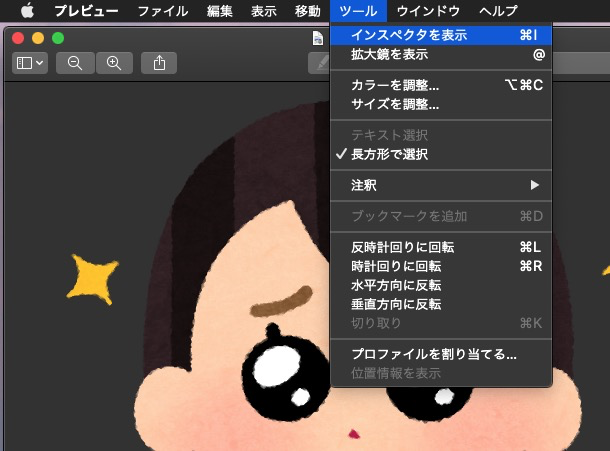 プレビュー ファイル 編集 表示 移動 ツール ウインドウ ヘルプ
インスペクタを表示 ⌘I
拡大鏡を表示 @
カラーを調整... ⌥⌘C
サイズを調整...
テキスト選択
✓ 長方形で選択
注釈 ▶
ブックマークを追加 ⌘D
反時計回りに回転 ⌘L
時計回りに回転 ⌘R
水平方向に反転
垂直方向に反転
切り取り ⌘K
プロファイルを割り当てる...
位置情報を表示